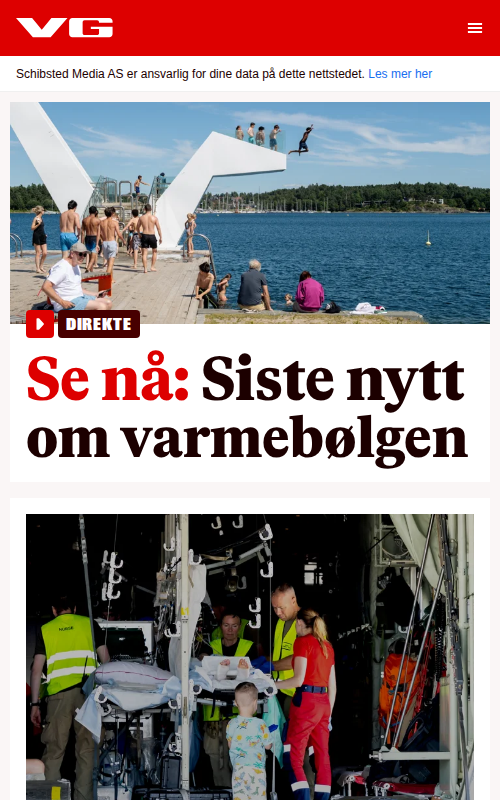 VG
Schibsted Media AS er ansvarlig for dine data på dette nettstedet. Les mer her
DIREKTE
Se nå: Siste nytt
om varmebølgen